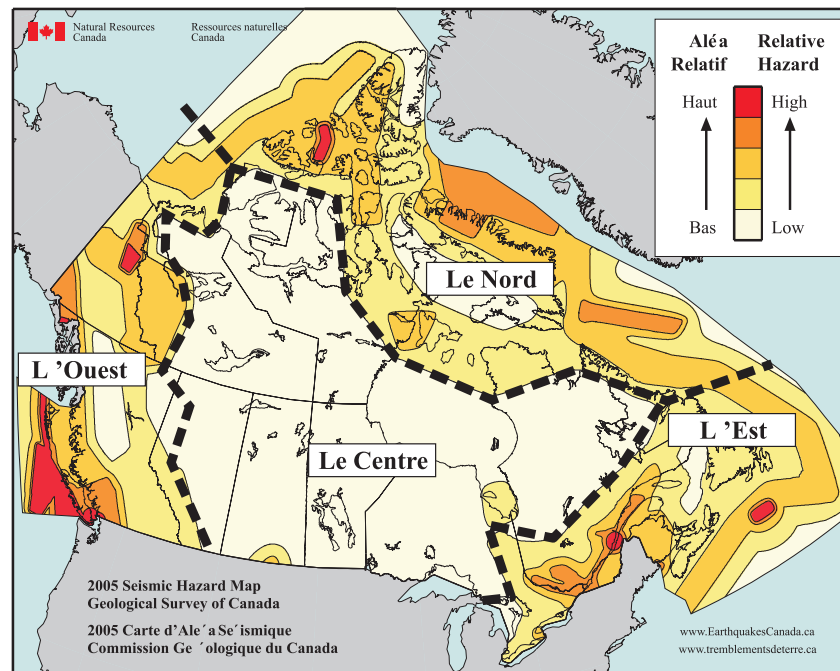 Natural Resources
Canada
Ressources naturelles
Canada
Alé a
Relatif
Relative
Hazard
Haut
High
Bas
Low
Le Nord
L ’Ouest
L ’Est
Le Centre
2005 Seismic Hazard Map
Geological Survey of Canada
2005 Carte d’Ale´a Se´ismique
Commission Ge ´ologique du Canada
www.EarthquakesCanada.ca
www.tremblementsdeterre.ca